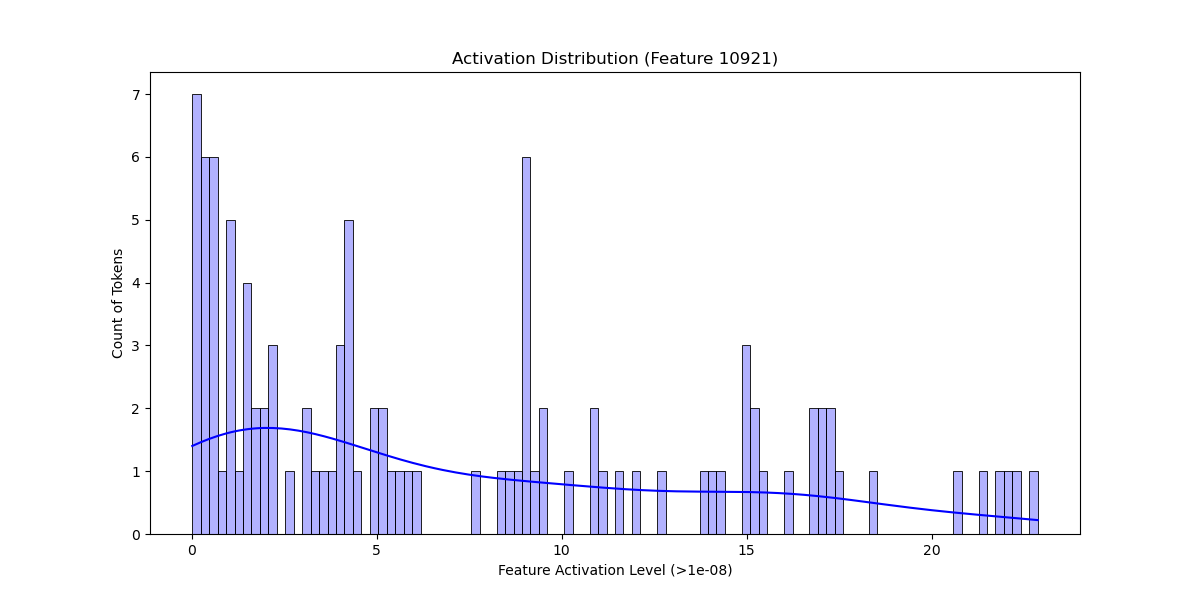 Activation Distribution (Feature 10921)
7
6
5
4
3
2
1
0
Count of Tokens
0 5 10 15 20
Feature Activation Level (>1e-08)